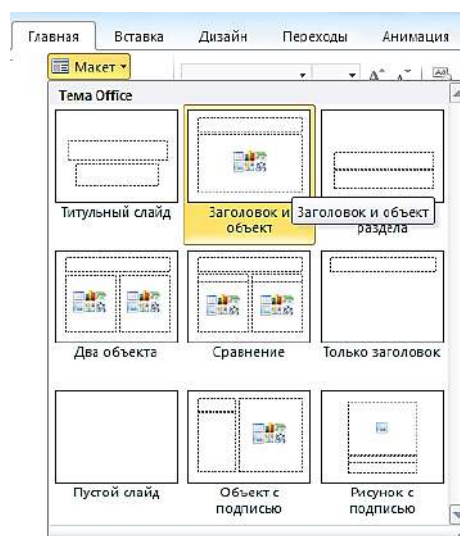 Главная Вставка Дизайн Переходы Анимация
Макет
Тема Office
Титульный слайд
Заголовок и объект
Заголовок и объект
раздела
Два объекта
Сравнение
Только заголовок
Пустой слайд
Объект с подписью
Рисунок с подписью